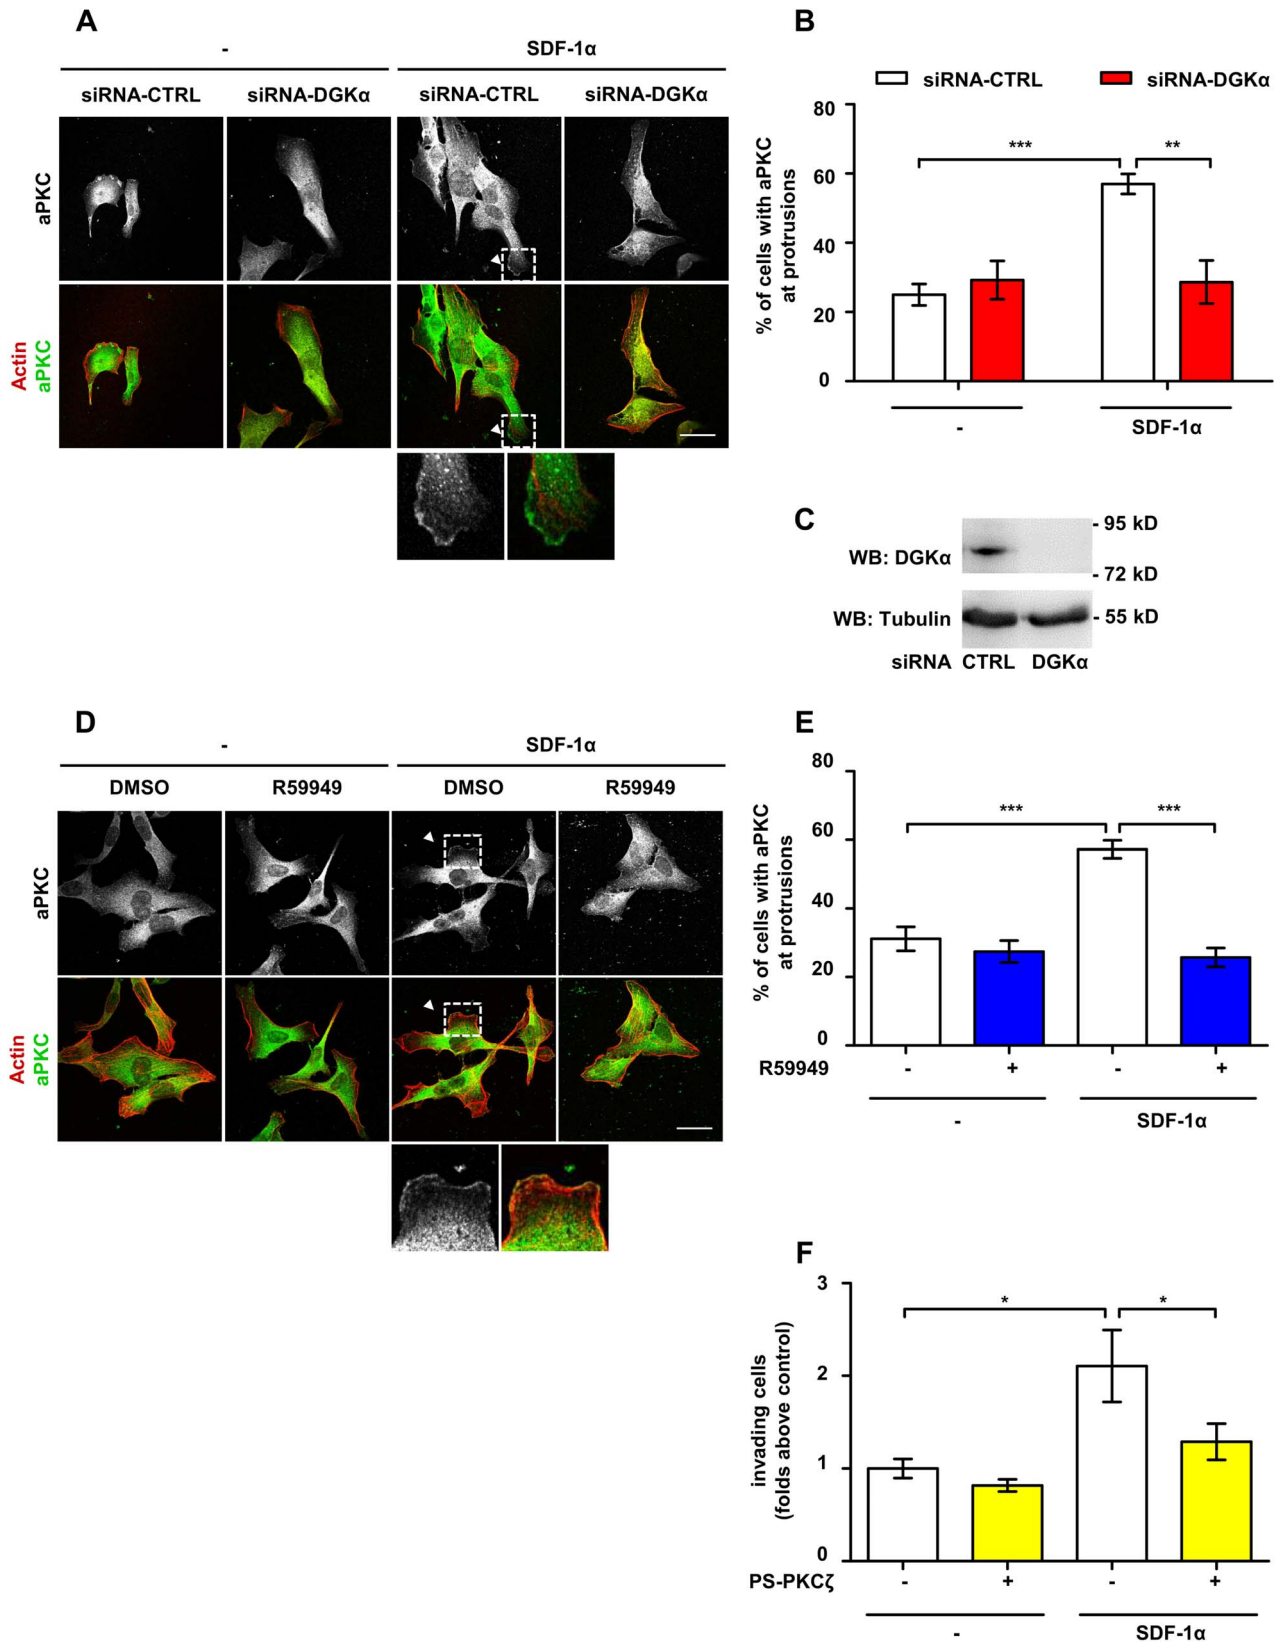 A
-
SDF-1α
siRNA-CTRL siRNA-DGKα siRNA-CTRL siRNA-DGKα
aPKC
Actin
aPKC
B
siRNA-CTRL siRNA-DGKα
% of cells with aPKC
at protrusions
80
60
40
20
0
***
**
- SDF-1α
C
WB: DGKα
- 95 kD
- 72 kD
WB: Tubulin
- 55 kD
siRNA CTRL DGKα
D
-
SDF-1α
DMSO R59949 DMSO R59949
aPKC
Actin
aPKC
E
% of cells with aPKC
at protrusions
80
60
40
20
0
***
***
R59949 - + - +
- SDF-1α
F
invading cells
(folds above control)
3
2
1
0
*
*
PS-PKCζ - + - +
- SDF-1α